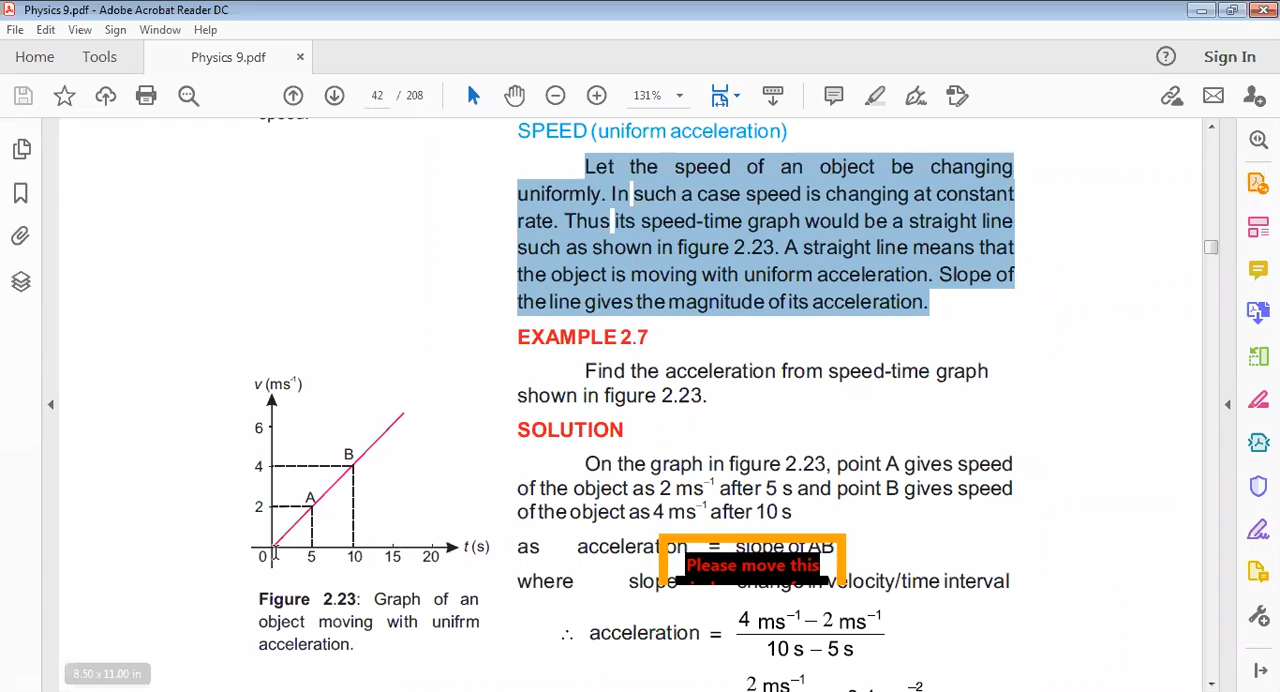 Physics 9.pdf - Adobe Acrobat Reader DC
File Edit View Sign Window Help
Home Tools Physics 9.pdf × ? Sign In
42 / 208 131%
SPEED (uniform acceleration)
Let the speed of an object be changing
uniformly. In such a case speed is changing at constant
rate. Thus its speed-time graph would be a straight line
such as shown in figure 2.23. A straight line means that
the object is moving with uniform acceleration. Slope of
the line gives the magnitude of its acceleration.
EXAMPLE 2.7
Find the acceleration from speed-time graph
shown in figure 2.23.
SOLUTION
On the graph in figure 2.23, point A gives speed
of the object as 2 ms⁻¹ after 5 s and point B gives speed
of the object as 4 ms⁻¹ after 10 s
as acceleration = slope of AB
Please move this
where slope change in velocity/time interval
∴ acceleration = 4 ms⁻¹ – 2 ms⁻¹
10 s – 5 s
2 ms⁻¹
v (ms⁻¹)
6
4 B
2 A
0 5 10 15 20 t (s)
Figure 2.23: Graph of an
object moving with unifrm
acceleration.
8.50 x 11.00 in